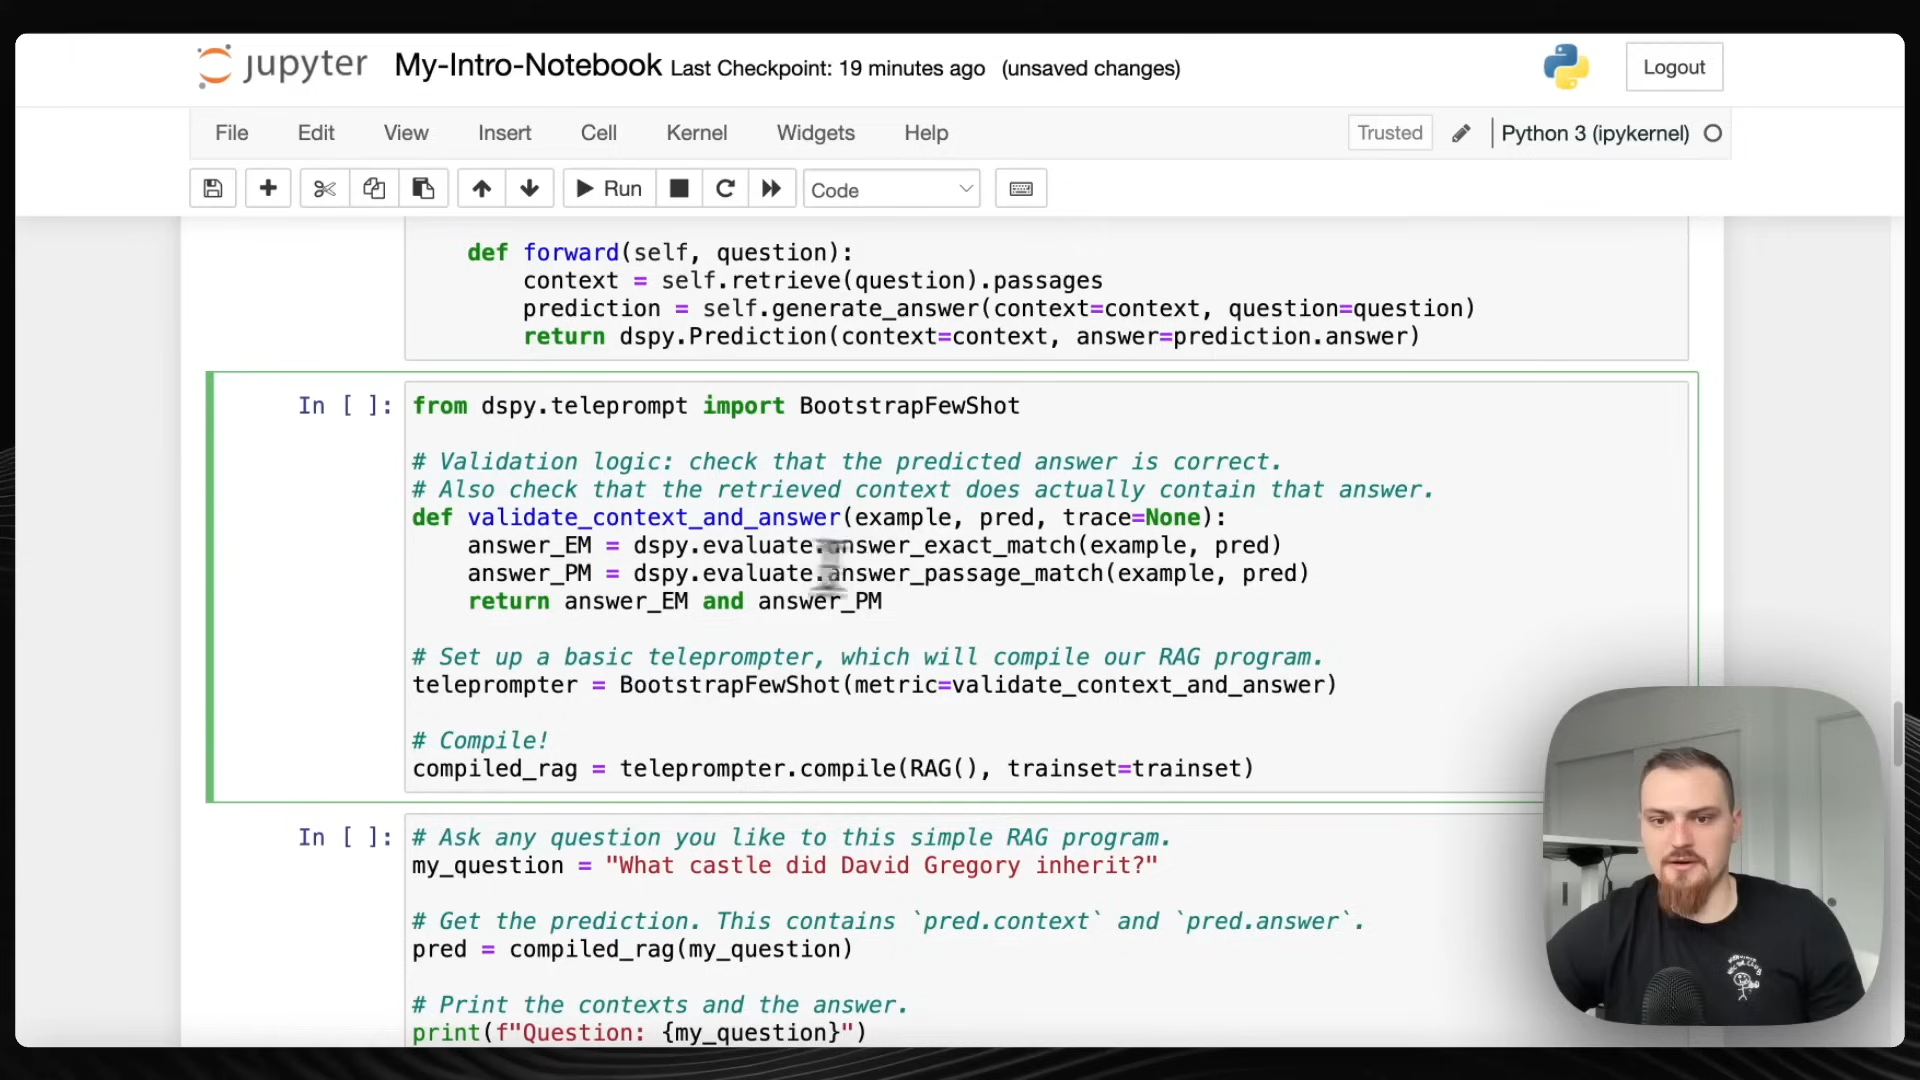 jupyter My-Intro-Notebook Last Checkpoint: 19 minutes ago (unsaved changes) Logout
File Edit View Insert Cell Kernel Widgets Help Trusted Python 3 (ipykernel)
Run Code
def forward(self, question):
context = self.retrieve(question).passages
prediction = self.generate_answer(context=context, question=question)
return dspy.Prediction(context=context, answer=prediction.answer)
In [ ]: from dspy.teleprompt import BootstrapFewShot
# Validation logic: check that the predicted answer is correct.
# Also check that the retrieved context does actually contain that answer.
def validate_context_and_answer(example, pred, trace=None):
answer_EM = dspy.evaluate.answer_exact_match(example, pred)
answer_PM = dspy.evaluate.answer_passage_match(example, pred)
return answer_EM and answer_PM
# Set up a basic teleprompter, which will compile our RAG program.
teleprompter = BootstrapFewShot(metric=validate_context_and_answer)
# Compile!
compiled_rag = teleprompter.compile(RAG(), trainset=trainset)
In [ ]: # Ask any question you like to this simple RAG program.
my_question = "What castle did David Gregory inherit?"
# Get the prediction. This contains `pred.context` and `pred.answer`.
pred = compiled_rag(my_question)
# Print the contexts and the answer.
print(f"Question: {my_question}")